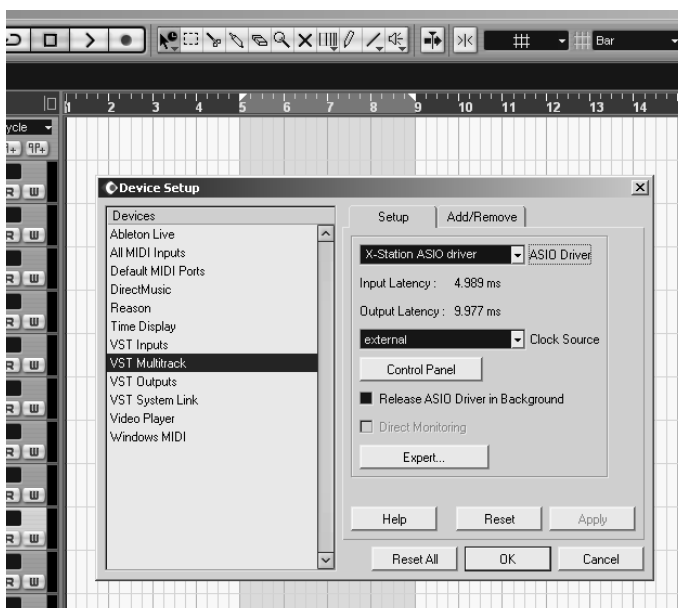 Bar
1 2 3 4 5 6 7 8 9 10 11 12 13 14
ycle
R W
Device Setup
Devices
Ableton Live
All MIDI Inputs
Default MIDI Ports
DirectMusic
Reason
Time Display
VST Inputs
VST Multitrack
VST Outputs
VST System Link
Video Player
Windows MIDI
Setup Add/Remove
X-Station ASIO driver ASIO Driver
Input Latency : 4.989 ms
Output Latency : 9.977 ms
external Clock Source
Control Panel
Release ASIO Driver in Background
Direct Monitoring
Expert...
Help Reset Apply
Reset All OK Cancel
R W
R W
R W
R W
R W
R W
R W
R W
R W